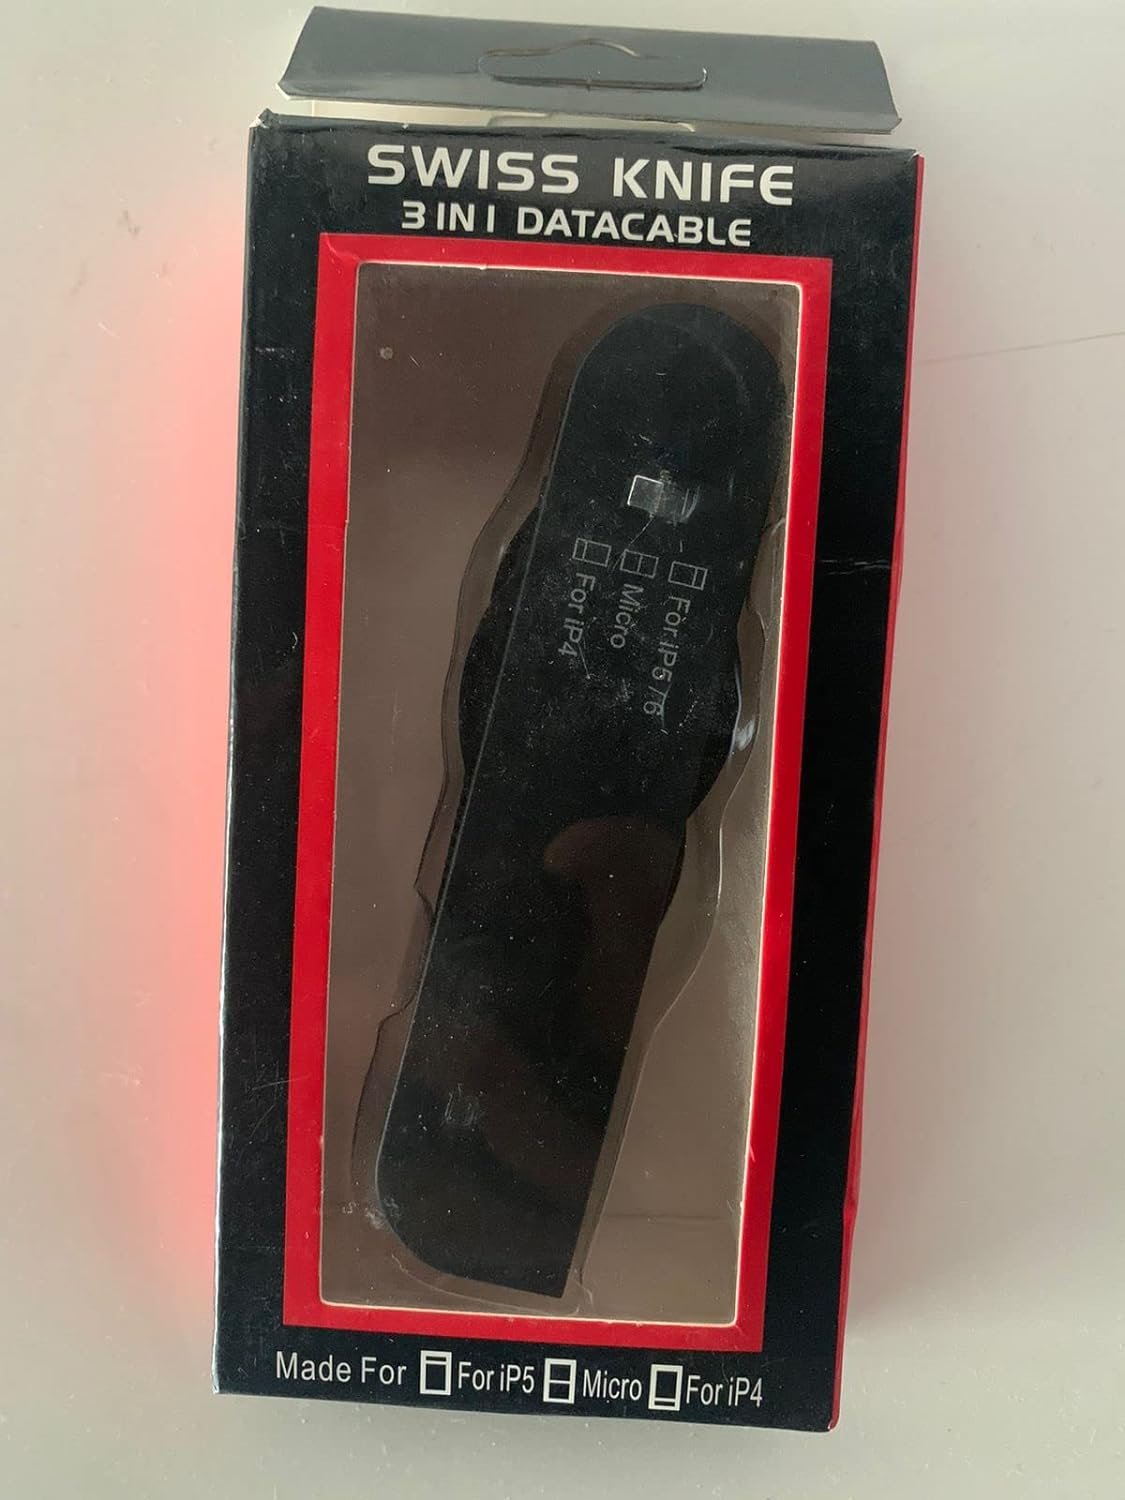 SWISS KNIFE
3 IN 1 DATACABLE
For iP5 /6
Micro
For iP4
Made For For iP5 Micro For iP4